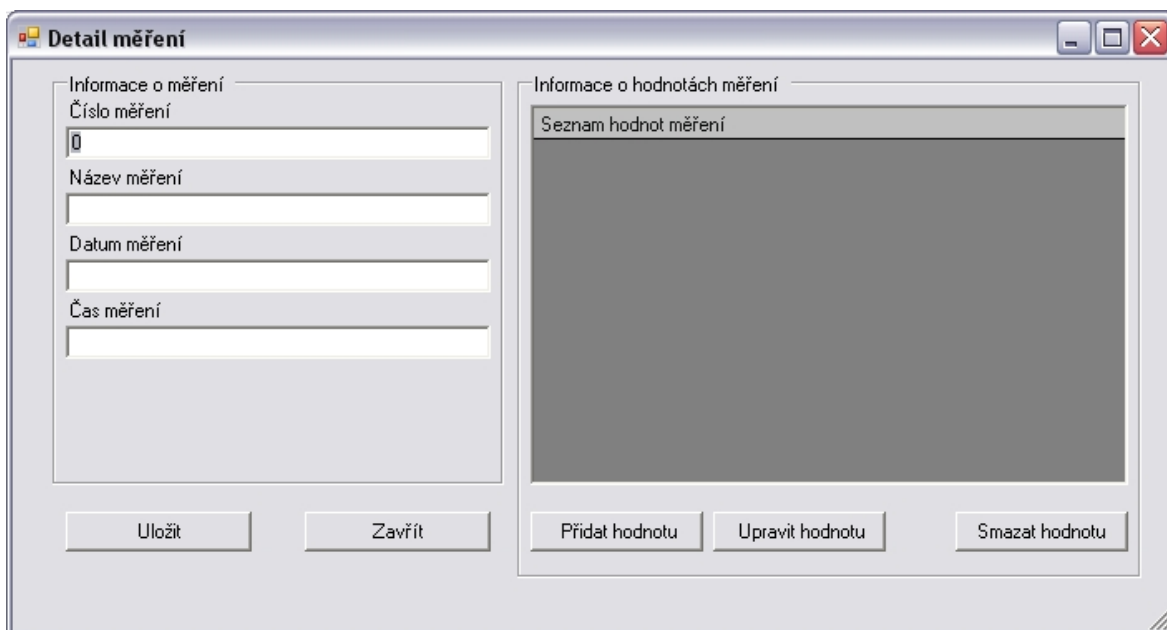 Detail měření
Informace o měření
Číslo měření
0
Název měření
Datum měření
Čas měření
Uložit
Zavřít
Informace o hodnotách měření
Seznam hodnot měření
Přidat hodnotu
Upravit hodnotu
Smazat hodnotu